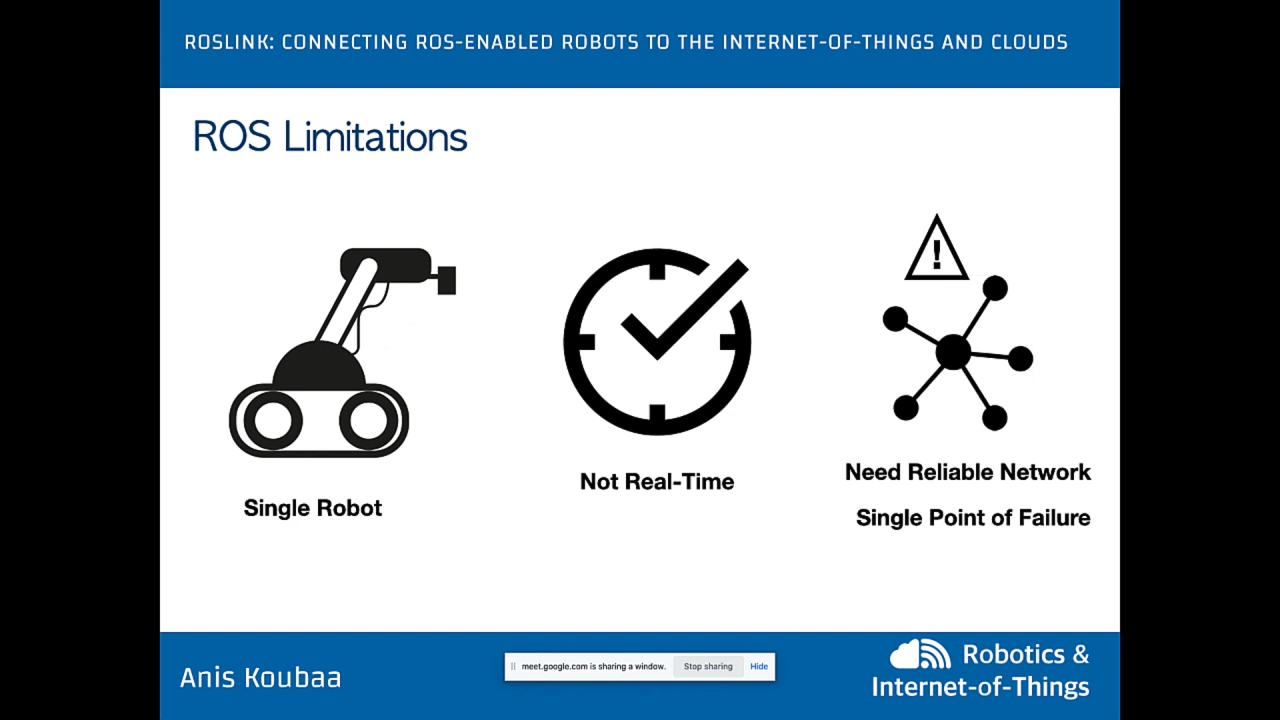 ROSLINK: CONNECTING ROS-ENABLED ROBOTS TO THE INTERNET-OF-THINGS AND CLOUDS
ROS Limitations
!
Single Robot
Not Real-Time
Need Reliable Network
Single Point of Failure
Anis Koubaa
meet.google.com is sharing a window. Stop sharing Hide
Robotics &
Internet-of-Things